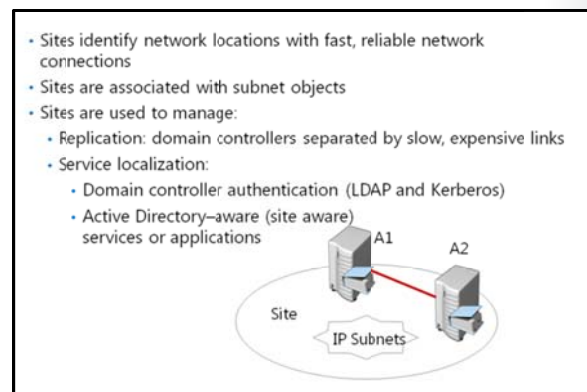 • Sites identify network locations with fast, reliable network
connections
• Sites are associated with subnet objects
• Sites are used to manage:
• Replication: domain controllers separated by slow, expensive links
• Service localization:
• Domain controller authentication (LDAP and Kerberos)
• Active Directory–aware (site aware)
services or applications
A1
A2
Site
IP Subnets